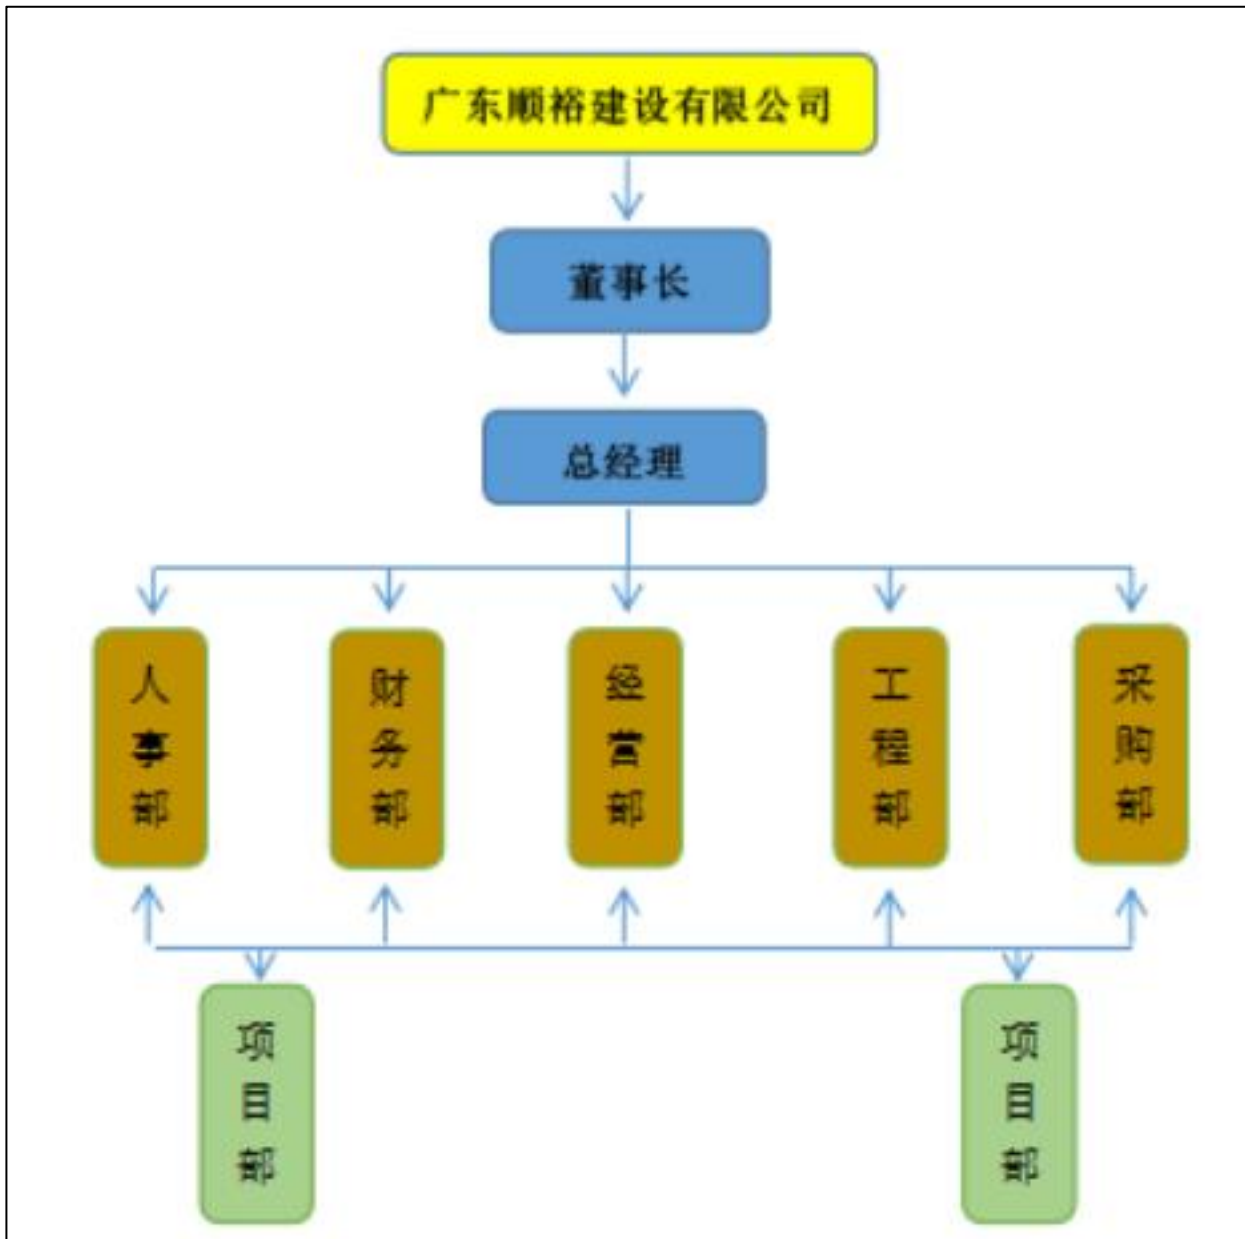 广东顺裕建设有限公司
董事长
总经理
人事部
财务部
经营部
工程部
采购部
项目部
项目部